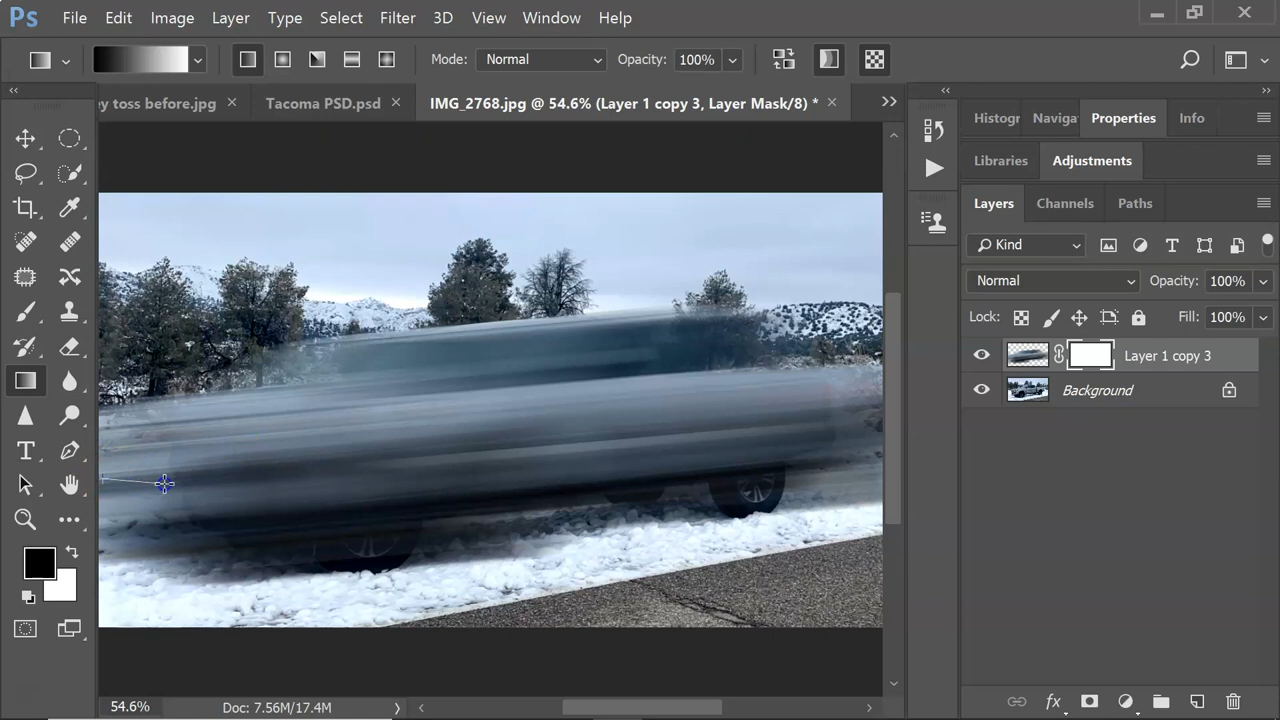 Ps File Edit Image Layer Type Select Filter 3D View Window Help
Mode: Normal Opacity: 100%
ey toss before.jpg × Tacoma PSD.psd × IMG_2768.jpg @ 54.6% (Layer 1 copy 3, Layer Mask/8) * ×
Histogr Naviga Properties Info
Libraries Adjustments
Layers Channels Paths
Kind
Normal Opacity: 100%
Lock: Fill: 100%
Layer 1 copy 3
Background
54.6% Doc: 7.56M/17.4M
fx